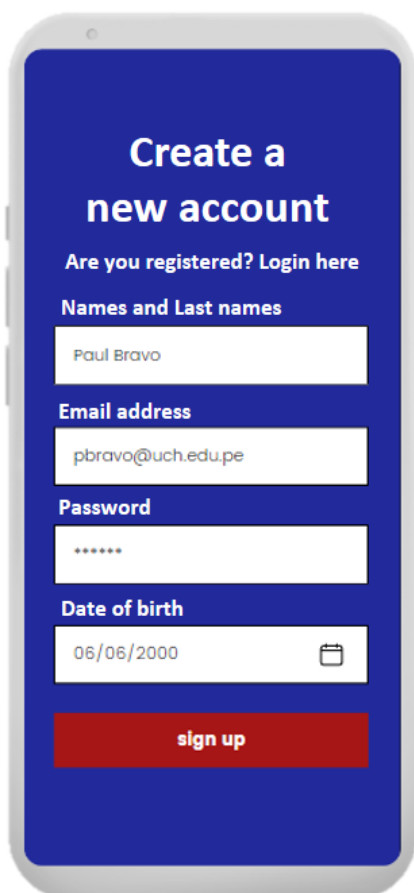 Create a
new account
Are you registered? Login here
Names and Last names
Paul Bravo
Email address
pbravo@uch.edu.pe
Password
******
Date of birth
06/06/2000
sign up